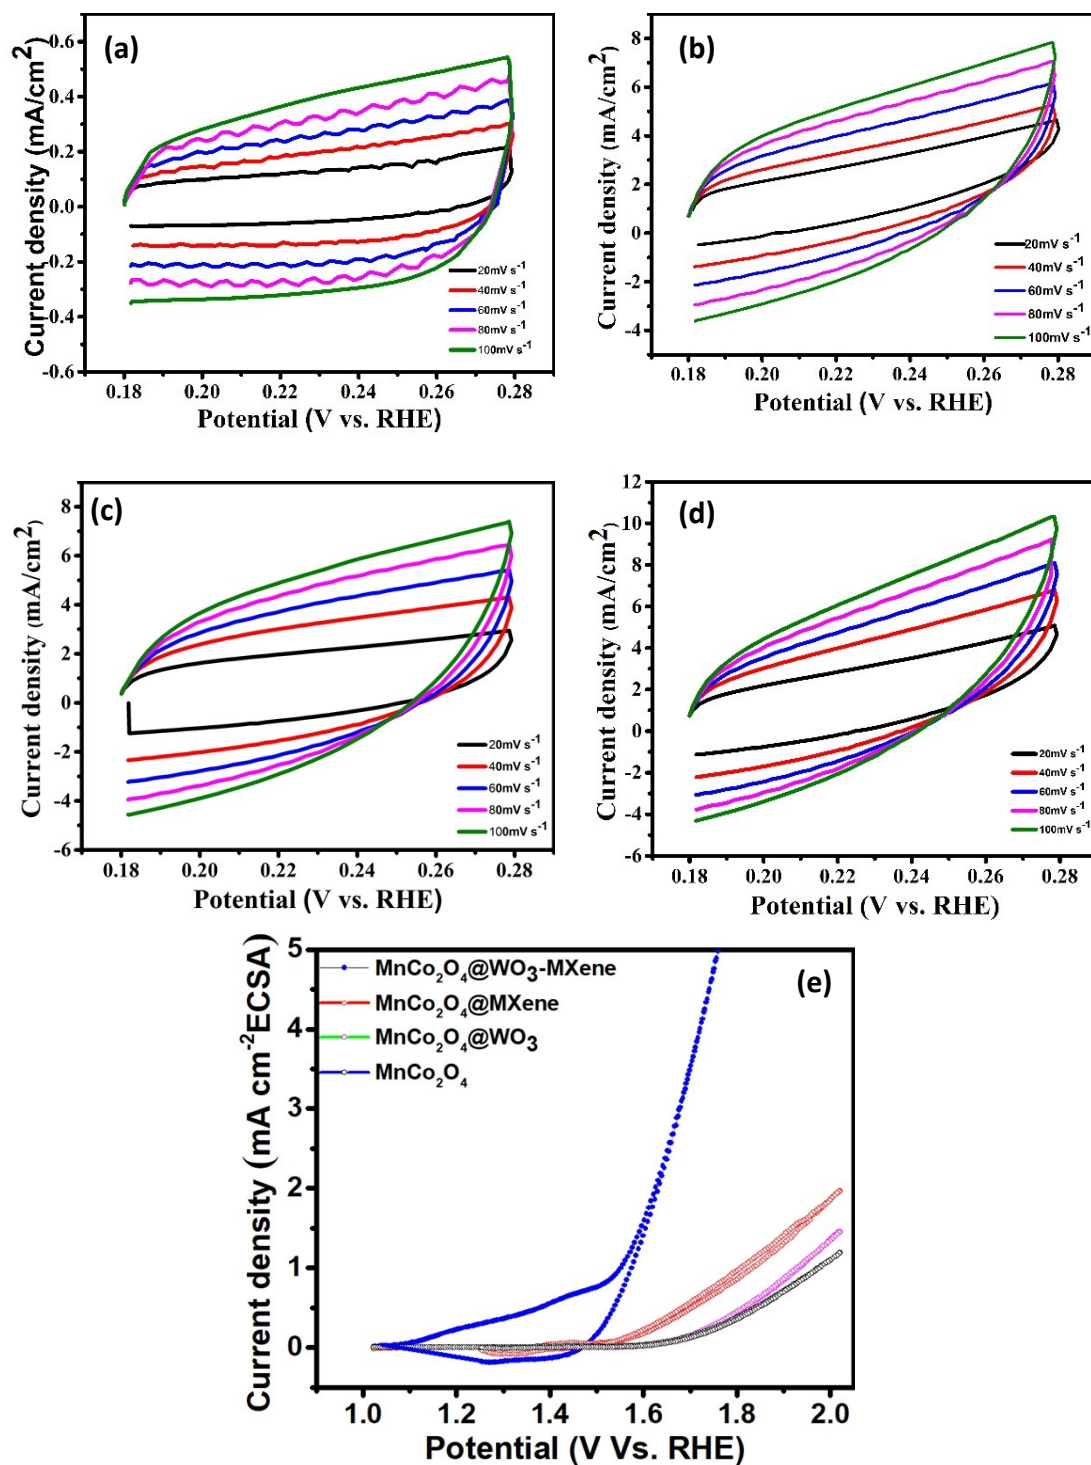 (a)
0.6
0.4
0.2
0.0
-0.2
-0.4
-0.6
Current density (mA/cm²)
20mV s⁻¹
40mV s⁻¹
60mV s⁻¹
80mV s⁻¹
100mV s⁻¹
0.18 0.20 0.22 0.24 0.26 0.28
Potential (V vs. RHE)
(b)
8
6
4
2
0
-2
-4
Current density (mA/cm²)
20mV s⁻¹
40mV s⁻¹
60mV s⁻¹
80mV s⁻¹
100mV s⁻¹
0.18 0.20 0.22 0.24 0.26 0.28
Potential (V vs. RHE)
(c)
8
6
4
2
0
-2
-4
-6
Current density (mA/cm²)
20mV s⁻¹
40mV s⁻¹
60mV s⁻¹
80mV s⁻¹
100mV s⁻¹
0.18 0.20 0.22 0.24 0.26 0.28
Potential (V vs. RHE)
(d)
12
10
8
6
4
2
0
-2
-4
-6
Current density (mA/cm²)
20mV s⁻¹
40mV s⁻¹
60mV s⁻¹
80mV s⁻¹
100mV s⁻¹
0.18 0.20 0.22 0.24 0.26 0.28
Potential (V vs. RHE)
(e)
5
4
3
2
1
0
Current density (mA cm⁻²ECSA)
MnCo₂O₄@WO₃-MXene
MnCo₂O₄@MXene
MnCo₂O₄@WO₃
MnCo₂O₄
1.0 1.2 1.4 1.6 1.8 2.0
Potential (V Vs. RHE)